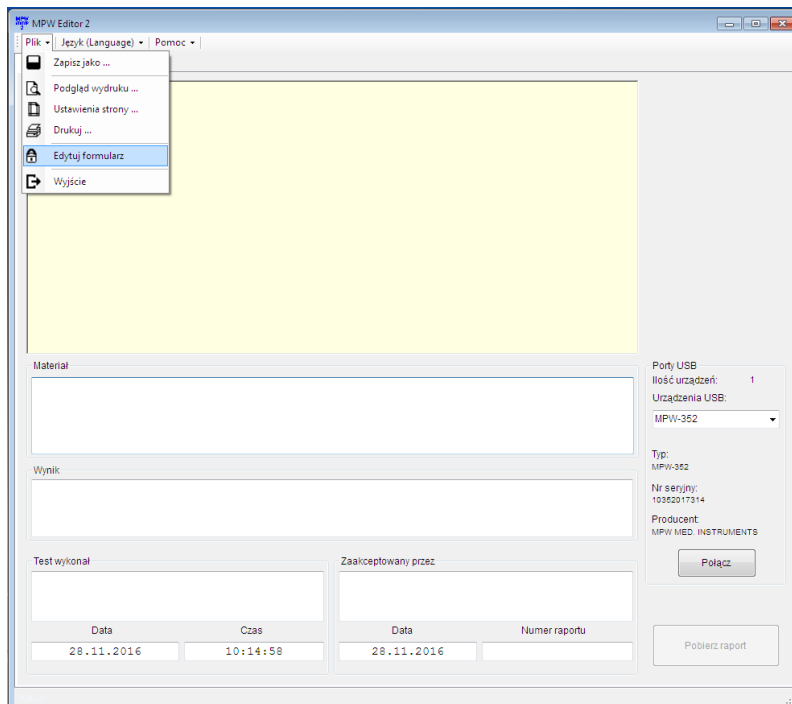 MPW Editor 2
Plik Język (Language) Pomoc
Zapisz jako ...
Podgląd wydruku ...
Ustawienia strony ...
Drukuj ...
Edytuj formularz
Wyjście
Materiał
Wynik
Test wykonał
Data Czas
28.11.2016 10:14:58
Zaakceptowany przez
Data Numer raportu
28.11.2016
Porty USB
Ilość urządzeń: 1
Urządzenia USB:
MPW-352
Typ:
MPW-352
Nr seryjny:
10352017314
Producent
MPW MED. INSTRUMENTS
Połącz
Pobierz raport